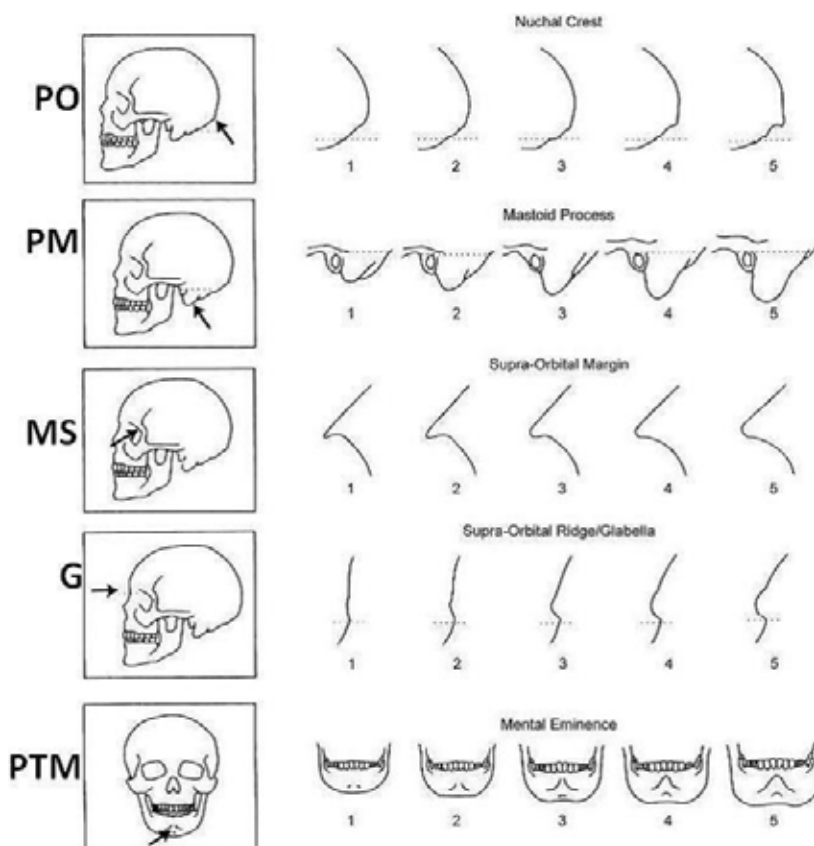 Nuchal Crest
PO
1 2 3 4 5
Mastoid Process
PM
1 2 3 4 5
Supra-Orbital Margin
MS
1 2 3 4 5
Supra-Orbital Ridge/Glabella
G
1 2 3 4 5
Mental Eminence
PTM
1 2 3 4 5